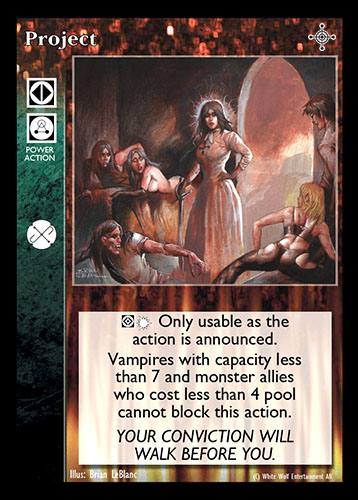 Project
POWER
ACTION
Only usable as the
action is announced.
Vampires with capacity less
than 7 and monster allies
who cost less than 4 pool
cannot block this action.
YOUR CONVICTION WILL
WALK BEFORE YOU.
Illus: Brian LeBlanc
(C) White Wolf Entertainment AB